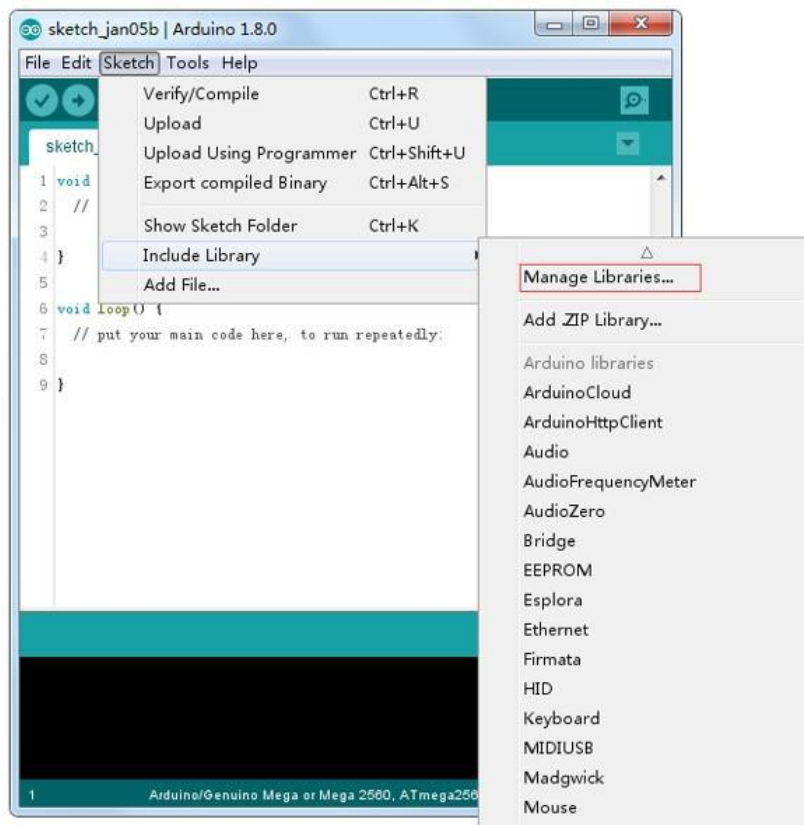 sketch_jan05b | Arduino 1.8.0
File Edit Sketch Tools Help
Verify/Compile Ctrl+R
Upload Ctrl+U
Upload Using Programmer Ctrl+Shift+U
Export compiled Binary Ctrl+Alt+S
Show Sketch Folder Ctrl+K
Include Library
Add File...
sketch_
1 void
2 //
3
4 }
5
6 void loop() {
7 // put your main code here, to run repeatedly:
8
9 }
Manage Libraries...
Add .ZIP Library...
Arduino libraries
ArduinoCloud
ArduinoHttpClient
Audio
AudioFrequencyMeter
AudioZero
Bridge
EEPROM
Esplora
Ethernet
Firmata
HID
Keyboard
MIDIUSB
Madgwick
Mouse
1 Arduino/Genuino Mega or Mega 2560, ATmega256